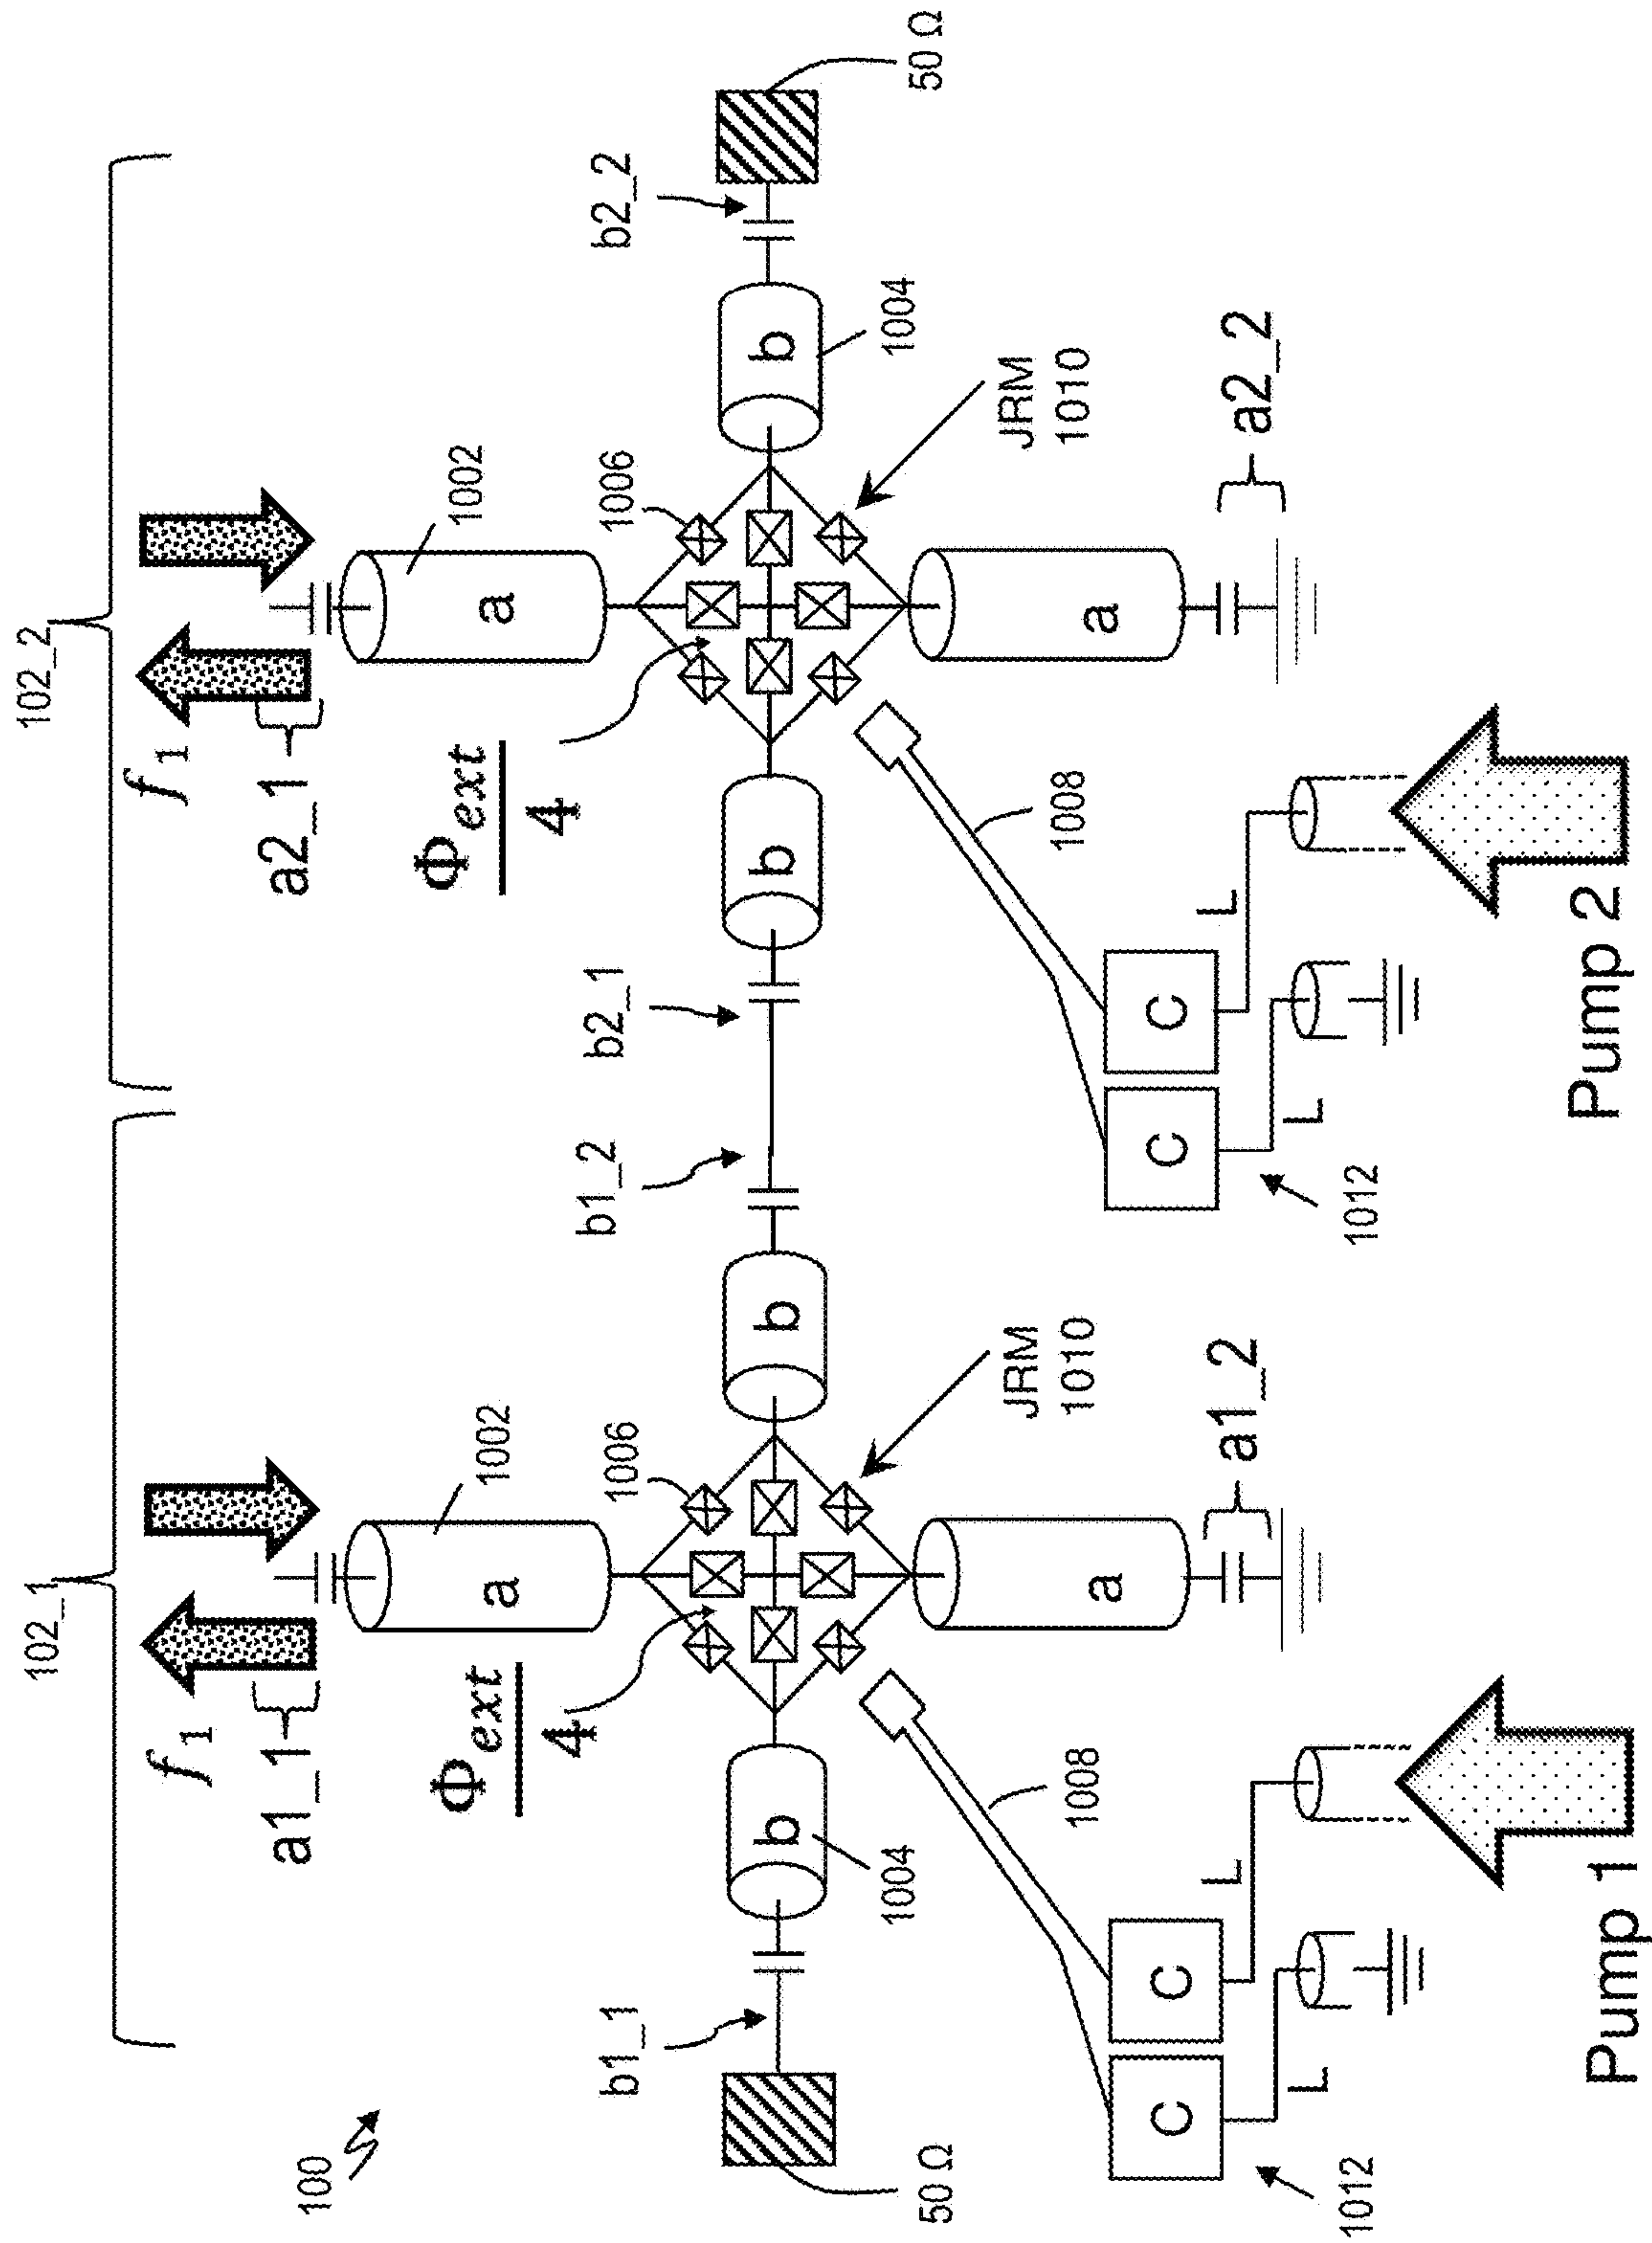 100
102_1
102_2
f1
a1_1
f1
a2_1
1002
1002
a
a
Φext
4
Φext
4
1006
1006
50 Ω
b1_1
b
1004
b
b1_2
b2_1
b
b
1004
b2_2
50 Ω
JRM
1010
JRM
1010
a
a
a1_2
a2_2
1008
1008
C
C
C
C
L
L
L
L
1012
1012
Pump 1
Pump 2